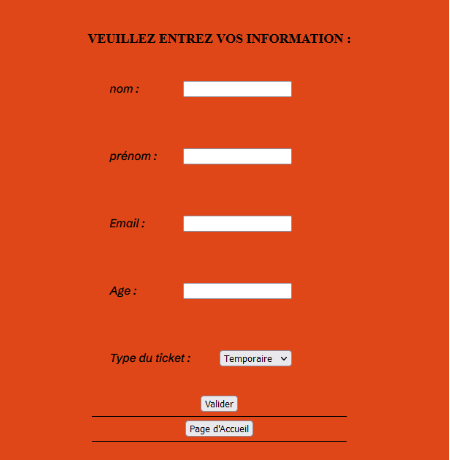 VEUILLEZ ENTREZ VOS INFORMATION :
nom :
prénom :
Email :
Age :
Type du ticket : Temporaire
Valider
Page d'Accueil